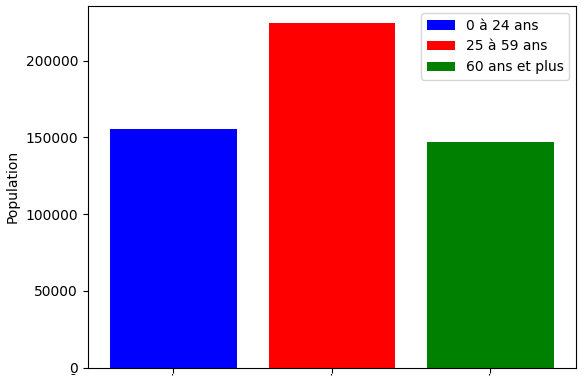 0 à 24 ans
25 à 59 ans
60 ans et plus
200000
150000
100000
50000
0
Population